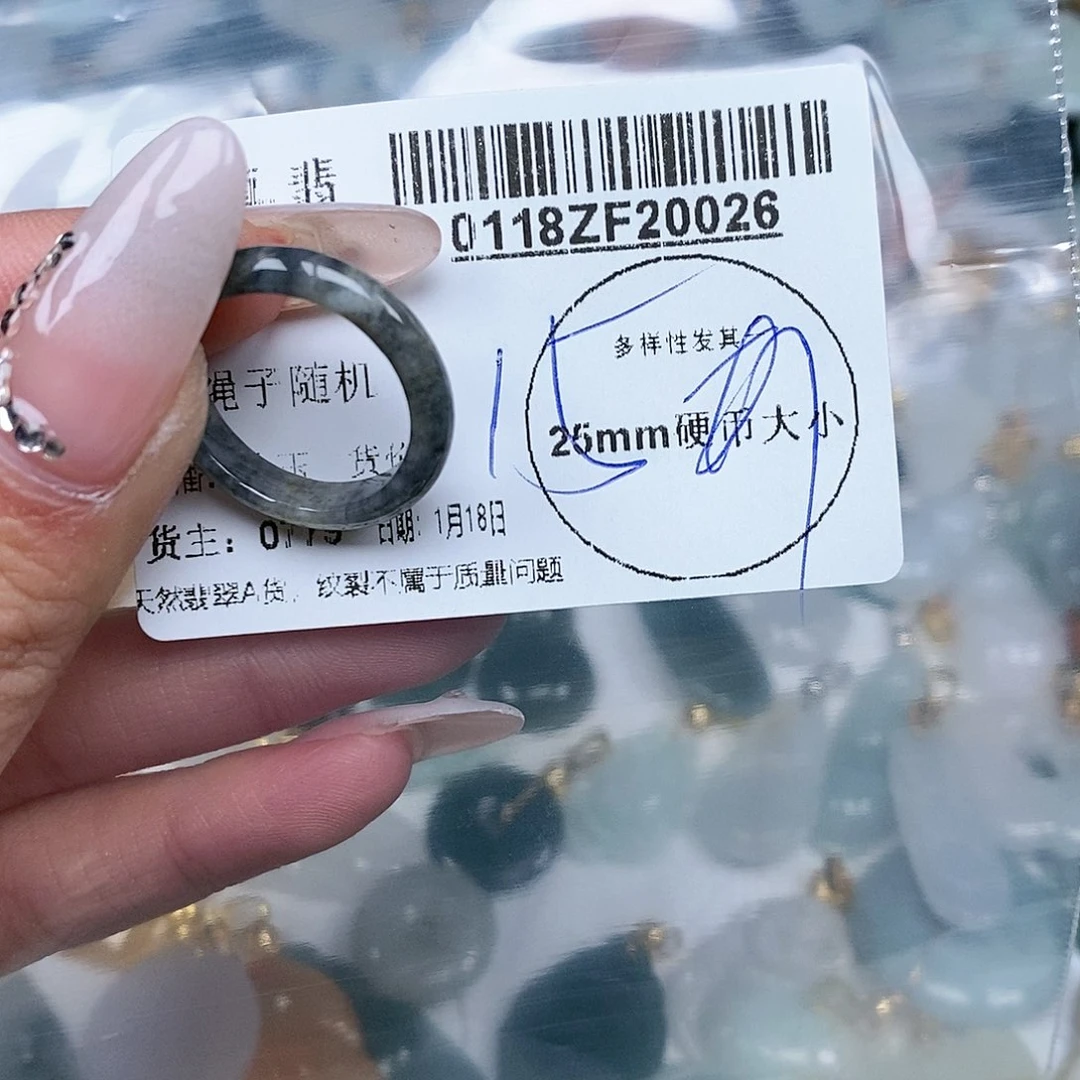 翡
0118ZF20026
多样性发其
25mm硬币大小
绳子随机
货主：0779 日期：1月18日
天然翡翠A货，纹裂不属于质量问题